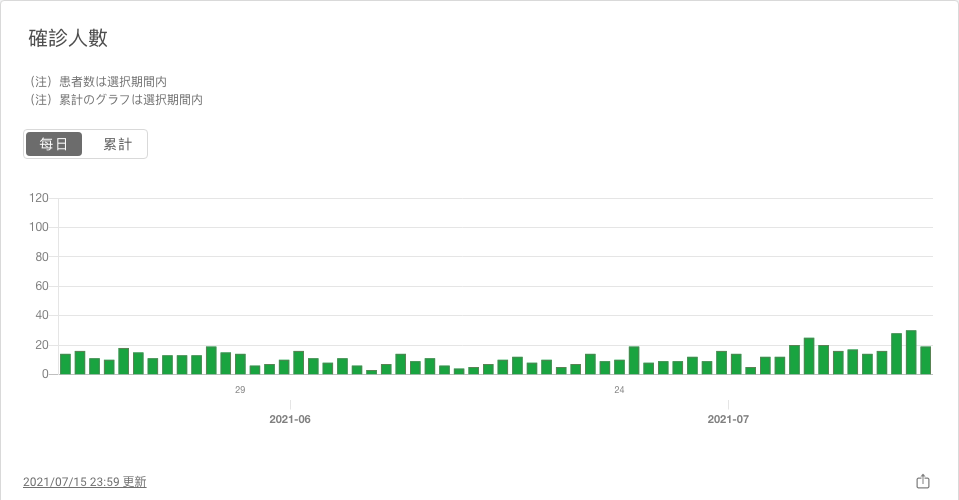 確診人數
（注）患者数は選択期間内
（注）累計のグラフは選択期間内
每日 累計
120
100
80
60
40
20
0
29 24
2021-06 2021-07
2021/07/15 23:59 更新